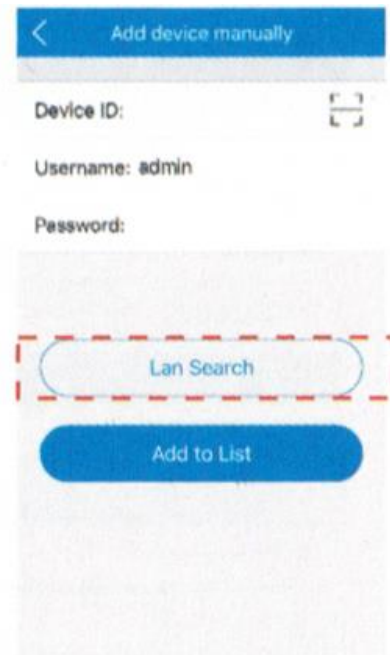 Add device manually
Device ID:
Username: admin
Password:
Lan Search
Add to List